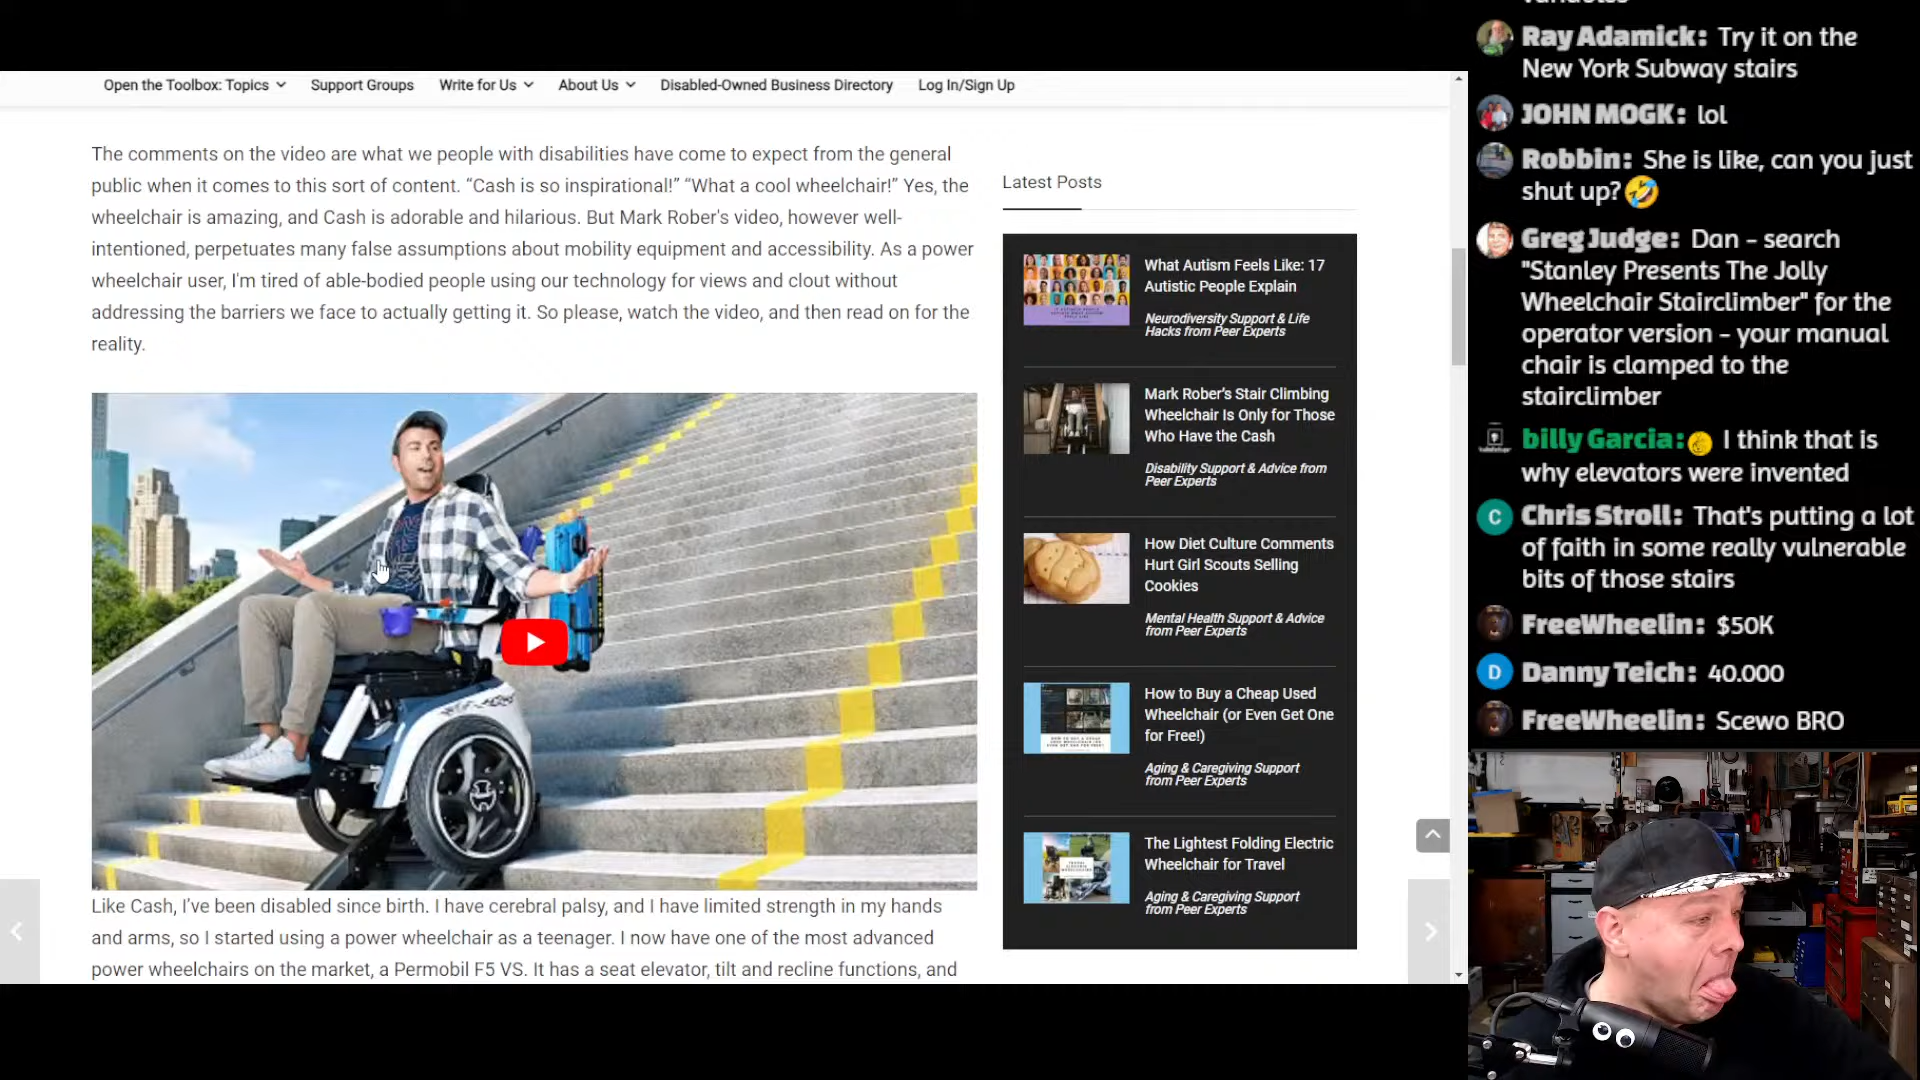 Open the Toolbox: Topics
Support Groups
Write for Us
About Us
Disabled-Owned Business Directory
Log In/Sign Up
The comments on the video are what we people with disabilities have come to expect from the general
public when it comes to this sort of content. “Cash is so inspirational!” “What a cool wheelchair!” Yes, the
wheelchair is amazing, and Cash is adorable and hilarious. But Mark Rober's video, however well-
intentioned, perpetuates many false assumptions about mobility equipment and accessibility. As a power
wheelchair user, I'm tired of able-bodied people using our technology for views and clout without
addressing the barriers we face to actually getting it. So please, watch the video, and then read on for the
reality.
Like Cash, I’ve been disabled since birth. I have cerebral palsy, and I have limited strength in my hands
and arms, so I started using a power wheelchair as a teenager. I now have one of the most advanced
power wheelchairs on the market, a Permobil F5 VS. It has a seat elevator, tilt and recline functions, and
Latest Posts
What Autism Feels Like: 17
Autistic People Explain
Neurodiversity Support & Life
Hacks from Peer Experts
Mark Rober's Stair Climbing
Wheelchair Is Only for Those
Who Have the Cash
Disability Support & Advice from
Peer Experts
How Diet Culture Comments
Hurt Girl Scouts Selling
Cookies
Mental Health Support & Advice
from Peer Experts
How to Buy a Cheap Used
Wheelchair (or Even Get One
for Free!)
Aging & Caregiving Support
from Peer Experts
The Lightest Folding Electric
Wheelchair for Travel
Aging & Caregiving Support
from Peer Experts
Ray Adamick: Try it on the
New York Subway stairs
JOHN MOGK: lol
Robbin: She is like, can you just
shut up?🤣
Greg Judge: Dan - search
"Stanley Presents The Jolly
Wheelchair Stairclimber" for the
operator version - your manual
chair is clamped to the
stairclimber
billy Garcia: I think that is
why elevators were invented
C Chris Stroll: That's putting a lot
of faith in some really vulnerable
bits of those stairs
FreeWheelin: $50K
D Danny Teich: 40.000
FreeWheelin: Scewo BRO